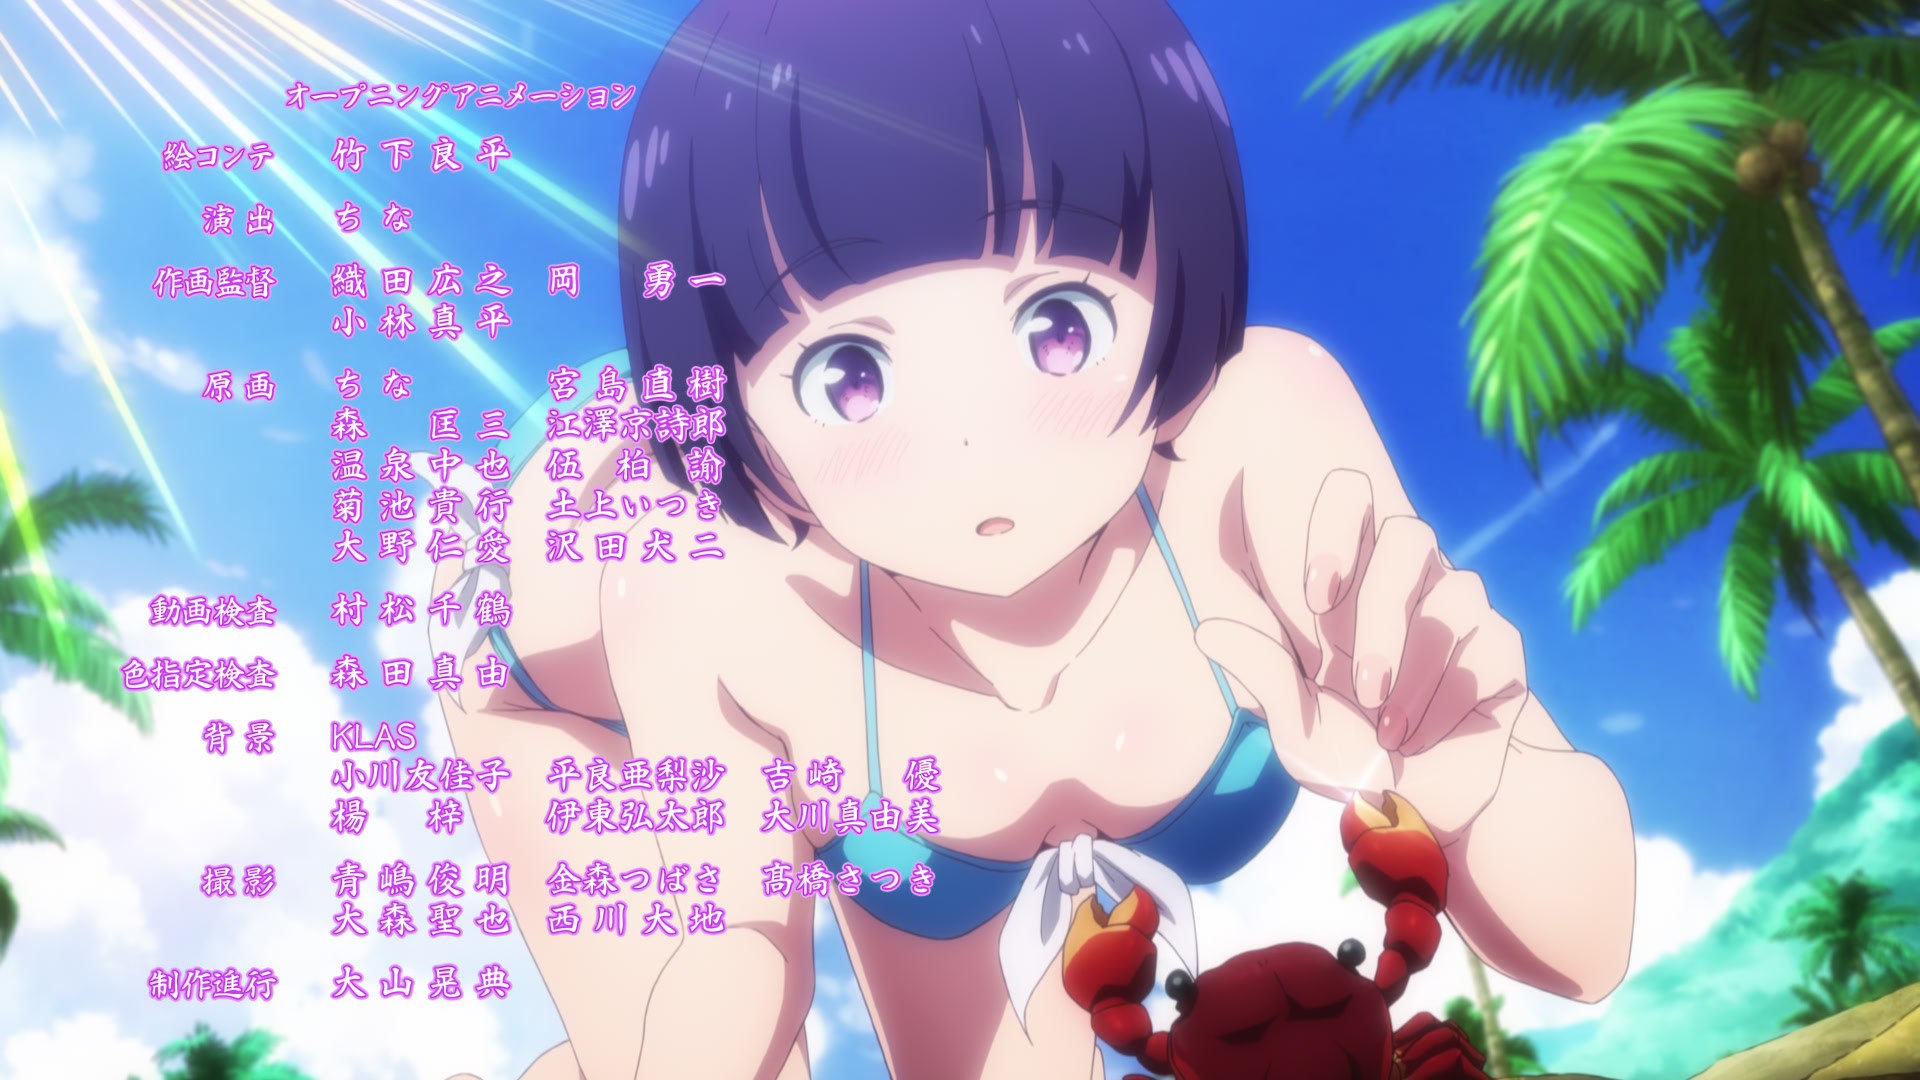 オープニングアニメーション
絵コンテ 竹下良平
演出 ちな
作画監督 織田広之 岡勇一
小林真平
原画 ちな 宮島直樹
森匡三 江澤京詩郎
温泉中也 伍柏諭
菊池貴行 土上いつき
大野仁愛 沢田犬二
動画検査 村松千鶴
色指定検査 森田真由
背景 KLAS
小川友佳子 平良亜梨沙 吉崎優
楊梓 伊東弘太郎 大川真由美
撮影 青嶋俊明 金森つばさ 髙橋さつき
大森聖也 西川大地
制作進行 大山晃典